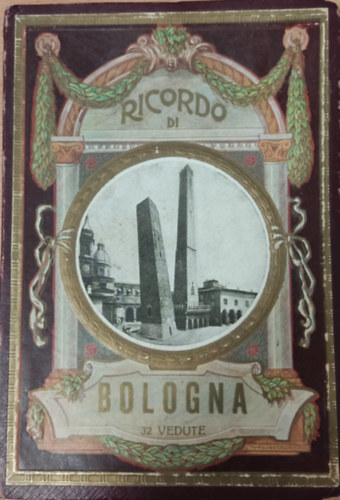 RICORDO
DI
BOLOGNA
32 VEDUTE